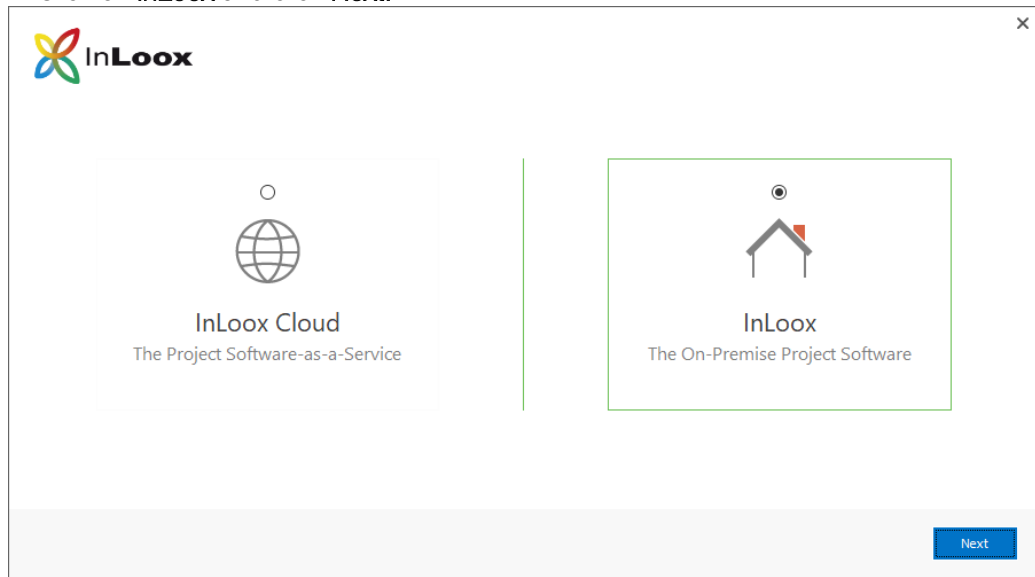 InLoox
InLoox Cloud
The Project Software-as-a-Service
InLoox
The On-Premise Project Software
Next